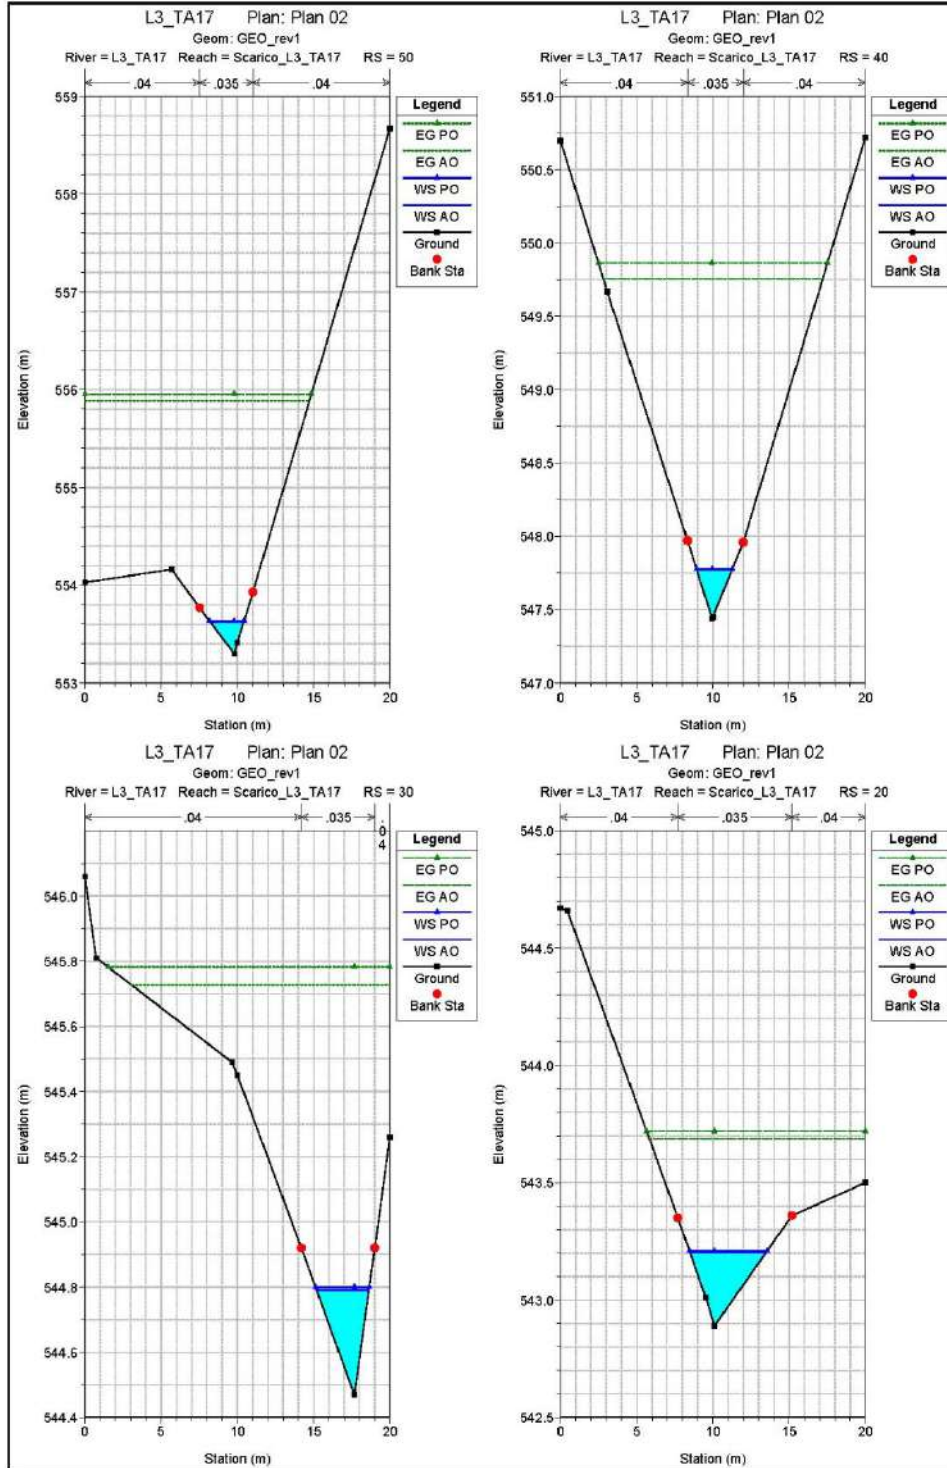 L3_TA17 Plan: Plan 02
Geom: GEO_rev1
River = L3_TA17 Reach = Scarico_L3_TA17 RS = 50
.04 .035 .04
559
558
557
556
555
554
553
Elevation (m)
0 5 10 15 20
Station (m)
Legend
EG PO
EG AO
WS PO
WS AO
Ground
Bank Sta
L3_TA17 Plan: Plan 02
Geom: GEO_rev1
River = L3_TA17 Reach = Scarico_L3_TA17 RS = 40
.04 .035 .04
551.0
550.5
550.0
549.5
549.0
548.5
548.0
547.5
547.0
Elevation (m)
0 5 10 15 20
Station (m)
Legend
EG PO
EG AO
WS PO
WS AO
Ground
Bank Sta
L3_TA17 Plan: Plan 02
Geom: GEO_rev1
River = L3_TA17 Reach = Scarico_L3_TA17 RS = 30
.04 .035 .04
546.0
545.8
545.6
545.4
545.2
545.0
544.8
544.6
544.4
Elevation (m)
0 5 10 15 20
Station (m)
Legend
EG PO
EG AO
WS PO
WS AO
Ground
Bank Sta
L3_TA17 Plan: Plan 02
Geom: GEO_rev1
River = L3_TA17 Reach = Scarico_L3_TA17 RS = 20
.04 .035 .04
545.0
544.5
544.0
543.5
543.0
542.5
Elevation (m)
0 5 10 15 20
Station (m)
Legend
EG PO
EG AO
WS PO
WS AO
Ground
Bank Sta